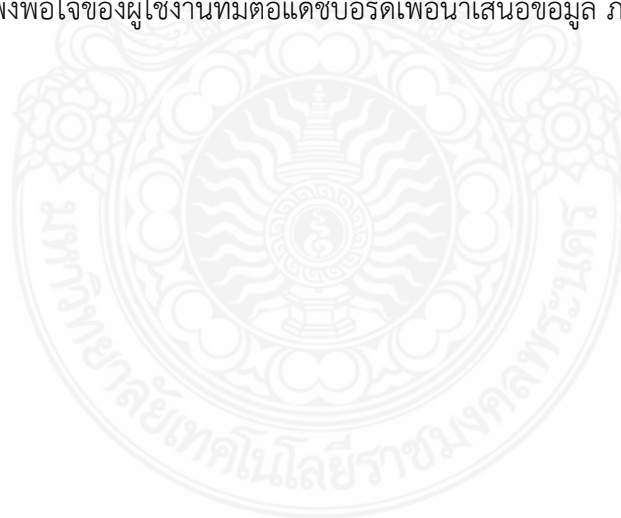 พึงพอใจของผู้ใช้งานที่มีต่อแดชบอร์ดเพื่อนำเสนอข้อมูล ภ
มหาวิทยาลัยเทคโนโลยีราชมงคลพระนคร